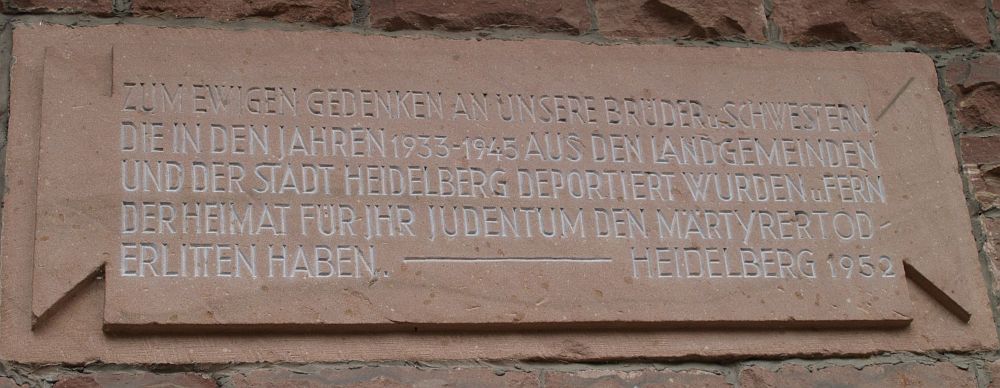 ZUM EWIGEN GEDENKEN AN UNSERE BRÜDER u. SCHWESTERN,
DIE IN DEN JAHREN 1933-1945 AUS DEN LANDGEMEINDEN
UND DER STADT HEIDELBERG DEPORTIERT WURDEN u. FERN
DER HEIMAT FÜR JHR JUDENTUM DEN MÄRTYRERTOD-
ERLITTEN HABEN. — HEIDELBERG 1952